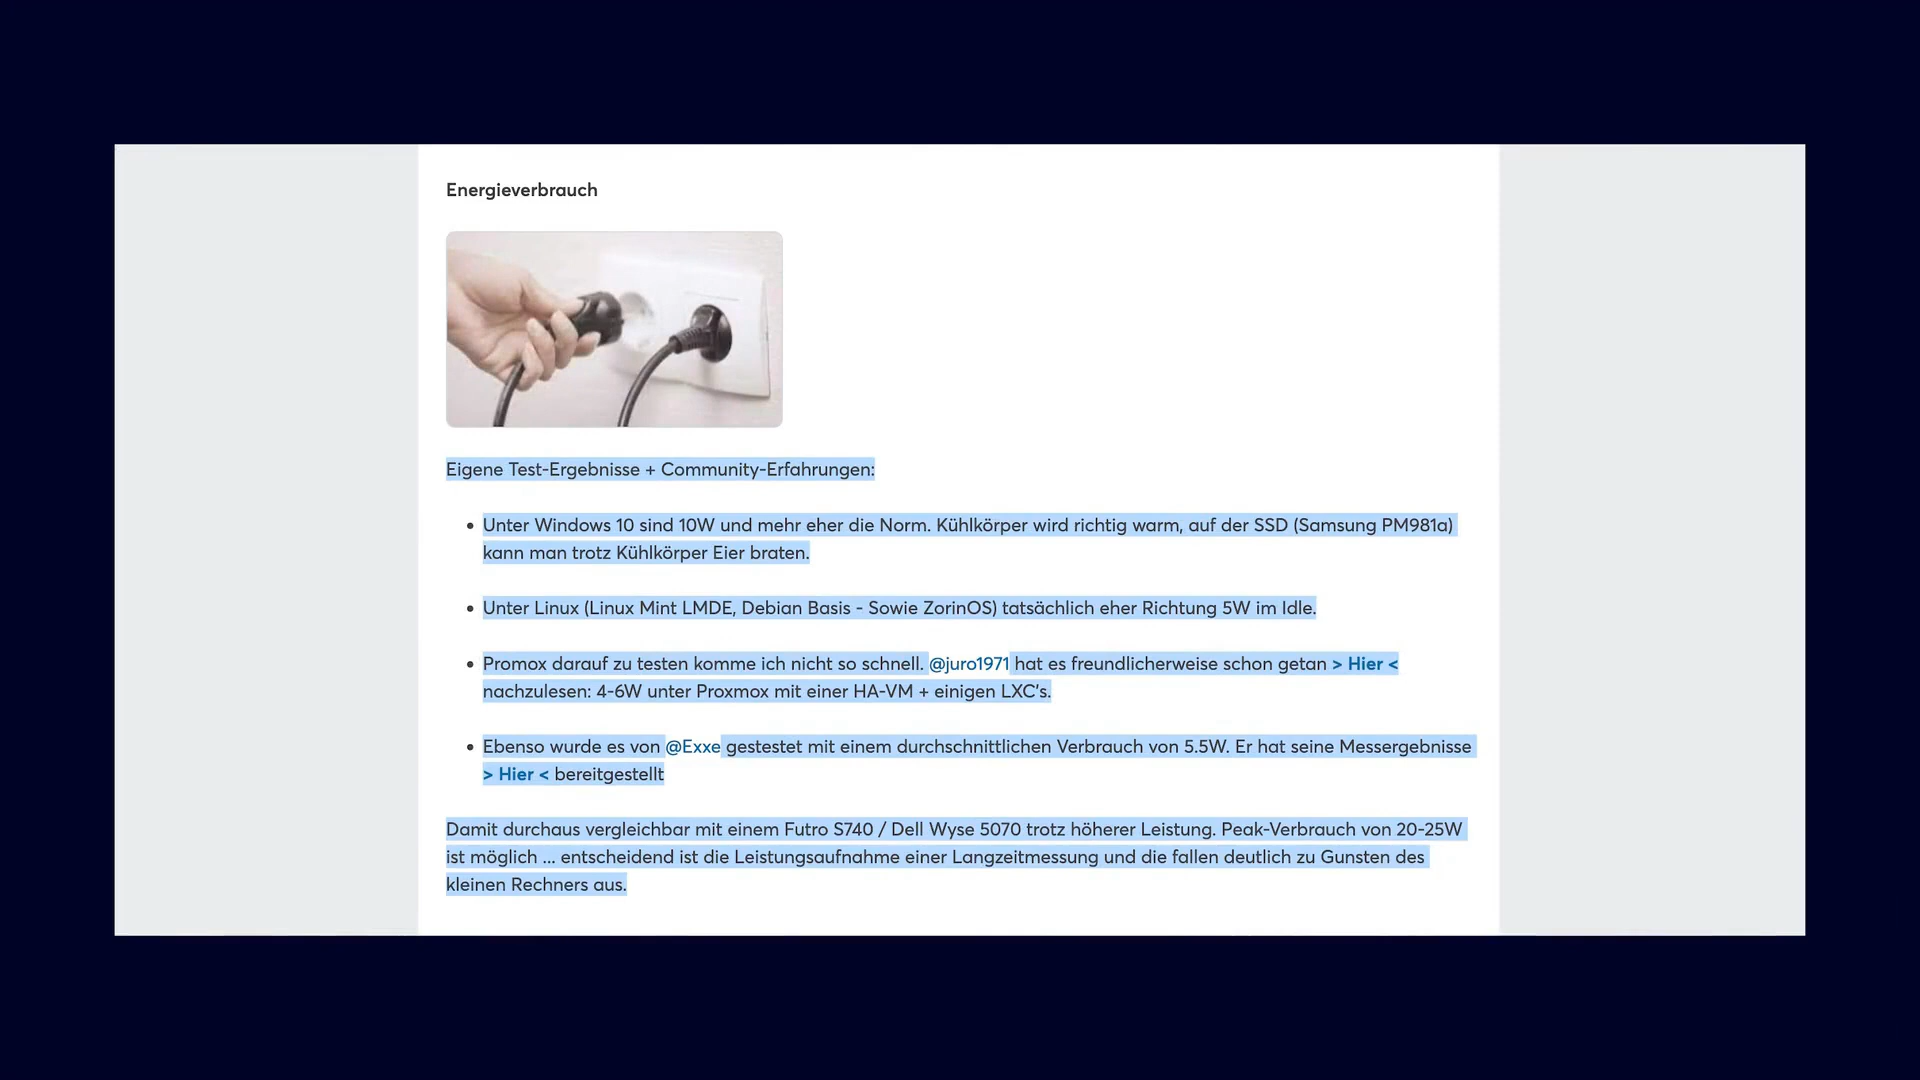 Energieverbrauch
Eigene Test-Ergebnisse + Community-Erfahrungen:
• Unter Windows 10 sind 10W und mehr eher die Norm. Kühlkörper wird richtig warm, auf der SSD (Samsung PM981a)
kann man trotz Kühlkörper Eier braten.
• Unter Linux (Linux Mint LMDE, Debian Basis - Sowie ZorinOS) tatsächlich eher Richtung 5W im Idle.
• Promox darauf zu testen komme ich nicht so schnell. @juro1971 hat es freundlicherweise schon getan > Hier <
nachzulesen: 4-6W unter Proxmox mit einer HA-VM + einigen LXC's.
• Ebenso wurde es von @Exxe gestestet mit einem durchschnittlichen Verbrauch von 5.5W. Er hat seine Messergebnisse
> Hier < bereitgestellt
Damit durchaus vergleichbar mit einem Futro S740 / Dell Wyse 5070 trotz höherer Leistung. Peak-Verbrauch von 20-25W
ist möglich ... entscheidend ist die Leistungsaufnahme einer Langzeitmessung und die fallen deutlich zu Gunsten des
kleinen Rechners aus.